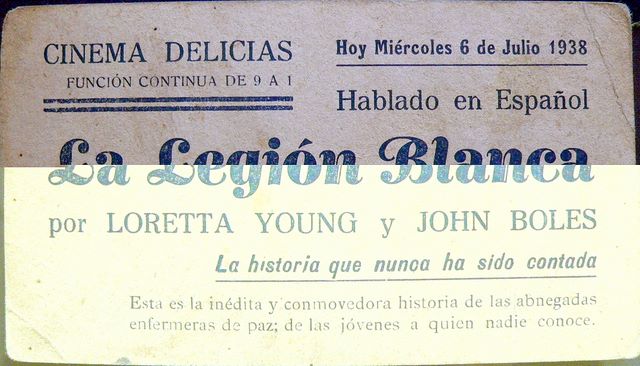 CINEMA DELICIAS
FUNCIÓN CONTINUA DE 9 A 1
Hoy Miércoles 6 de Julio 1938
Hablado en Español
La Legión Blanca
por LORETTA YOUNG y JOHN BOLES
La historia que nunca ha sido contada
Esta es la inédita y conmovedora historia de las abnegadas
enfermeras de paz; de las jóvenes a quien nadie conoce.